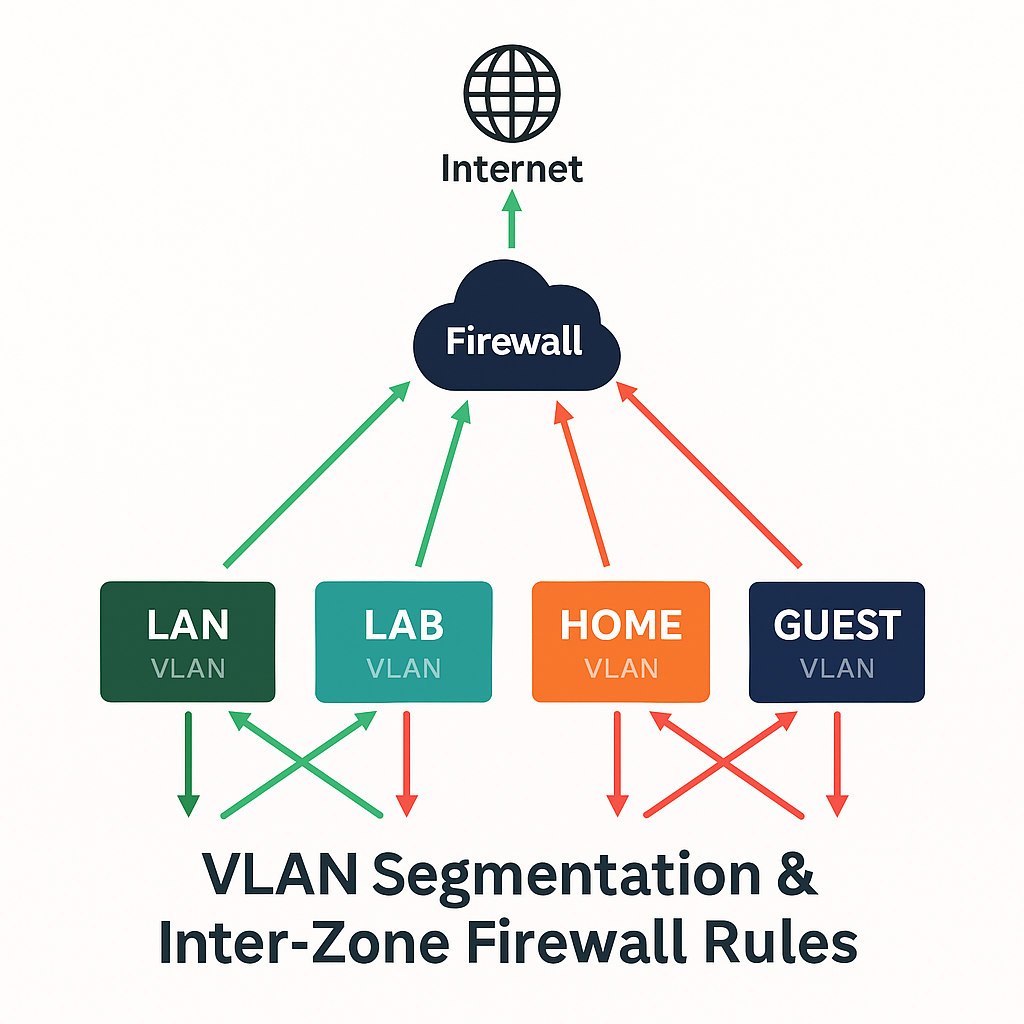 Internet
Firewall
LAN
VLAN
LAB
VLAN
HOME
VLAN
GUEST
VLAN
VLAN Segmentation &
Inter-Zone Firewall Rules